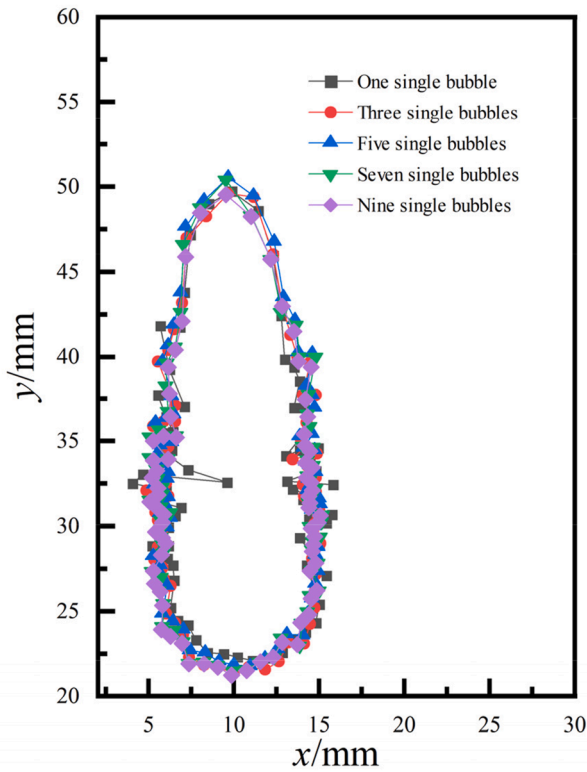 60
55
50
45
40
35
30
25
20
5
10
15
20
25
30
y/mm
x/mm
One single bubble
Three single bubbles
Five single bubbles
Seven single bubbles
Nine single bubbles